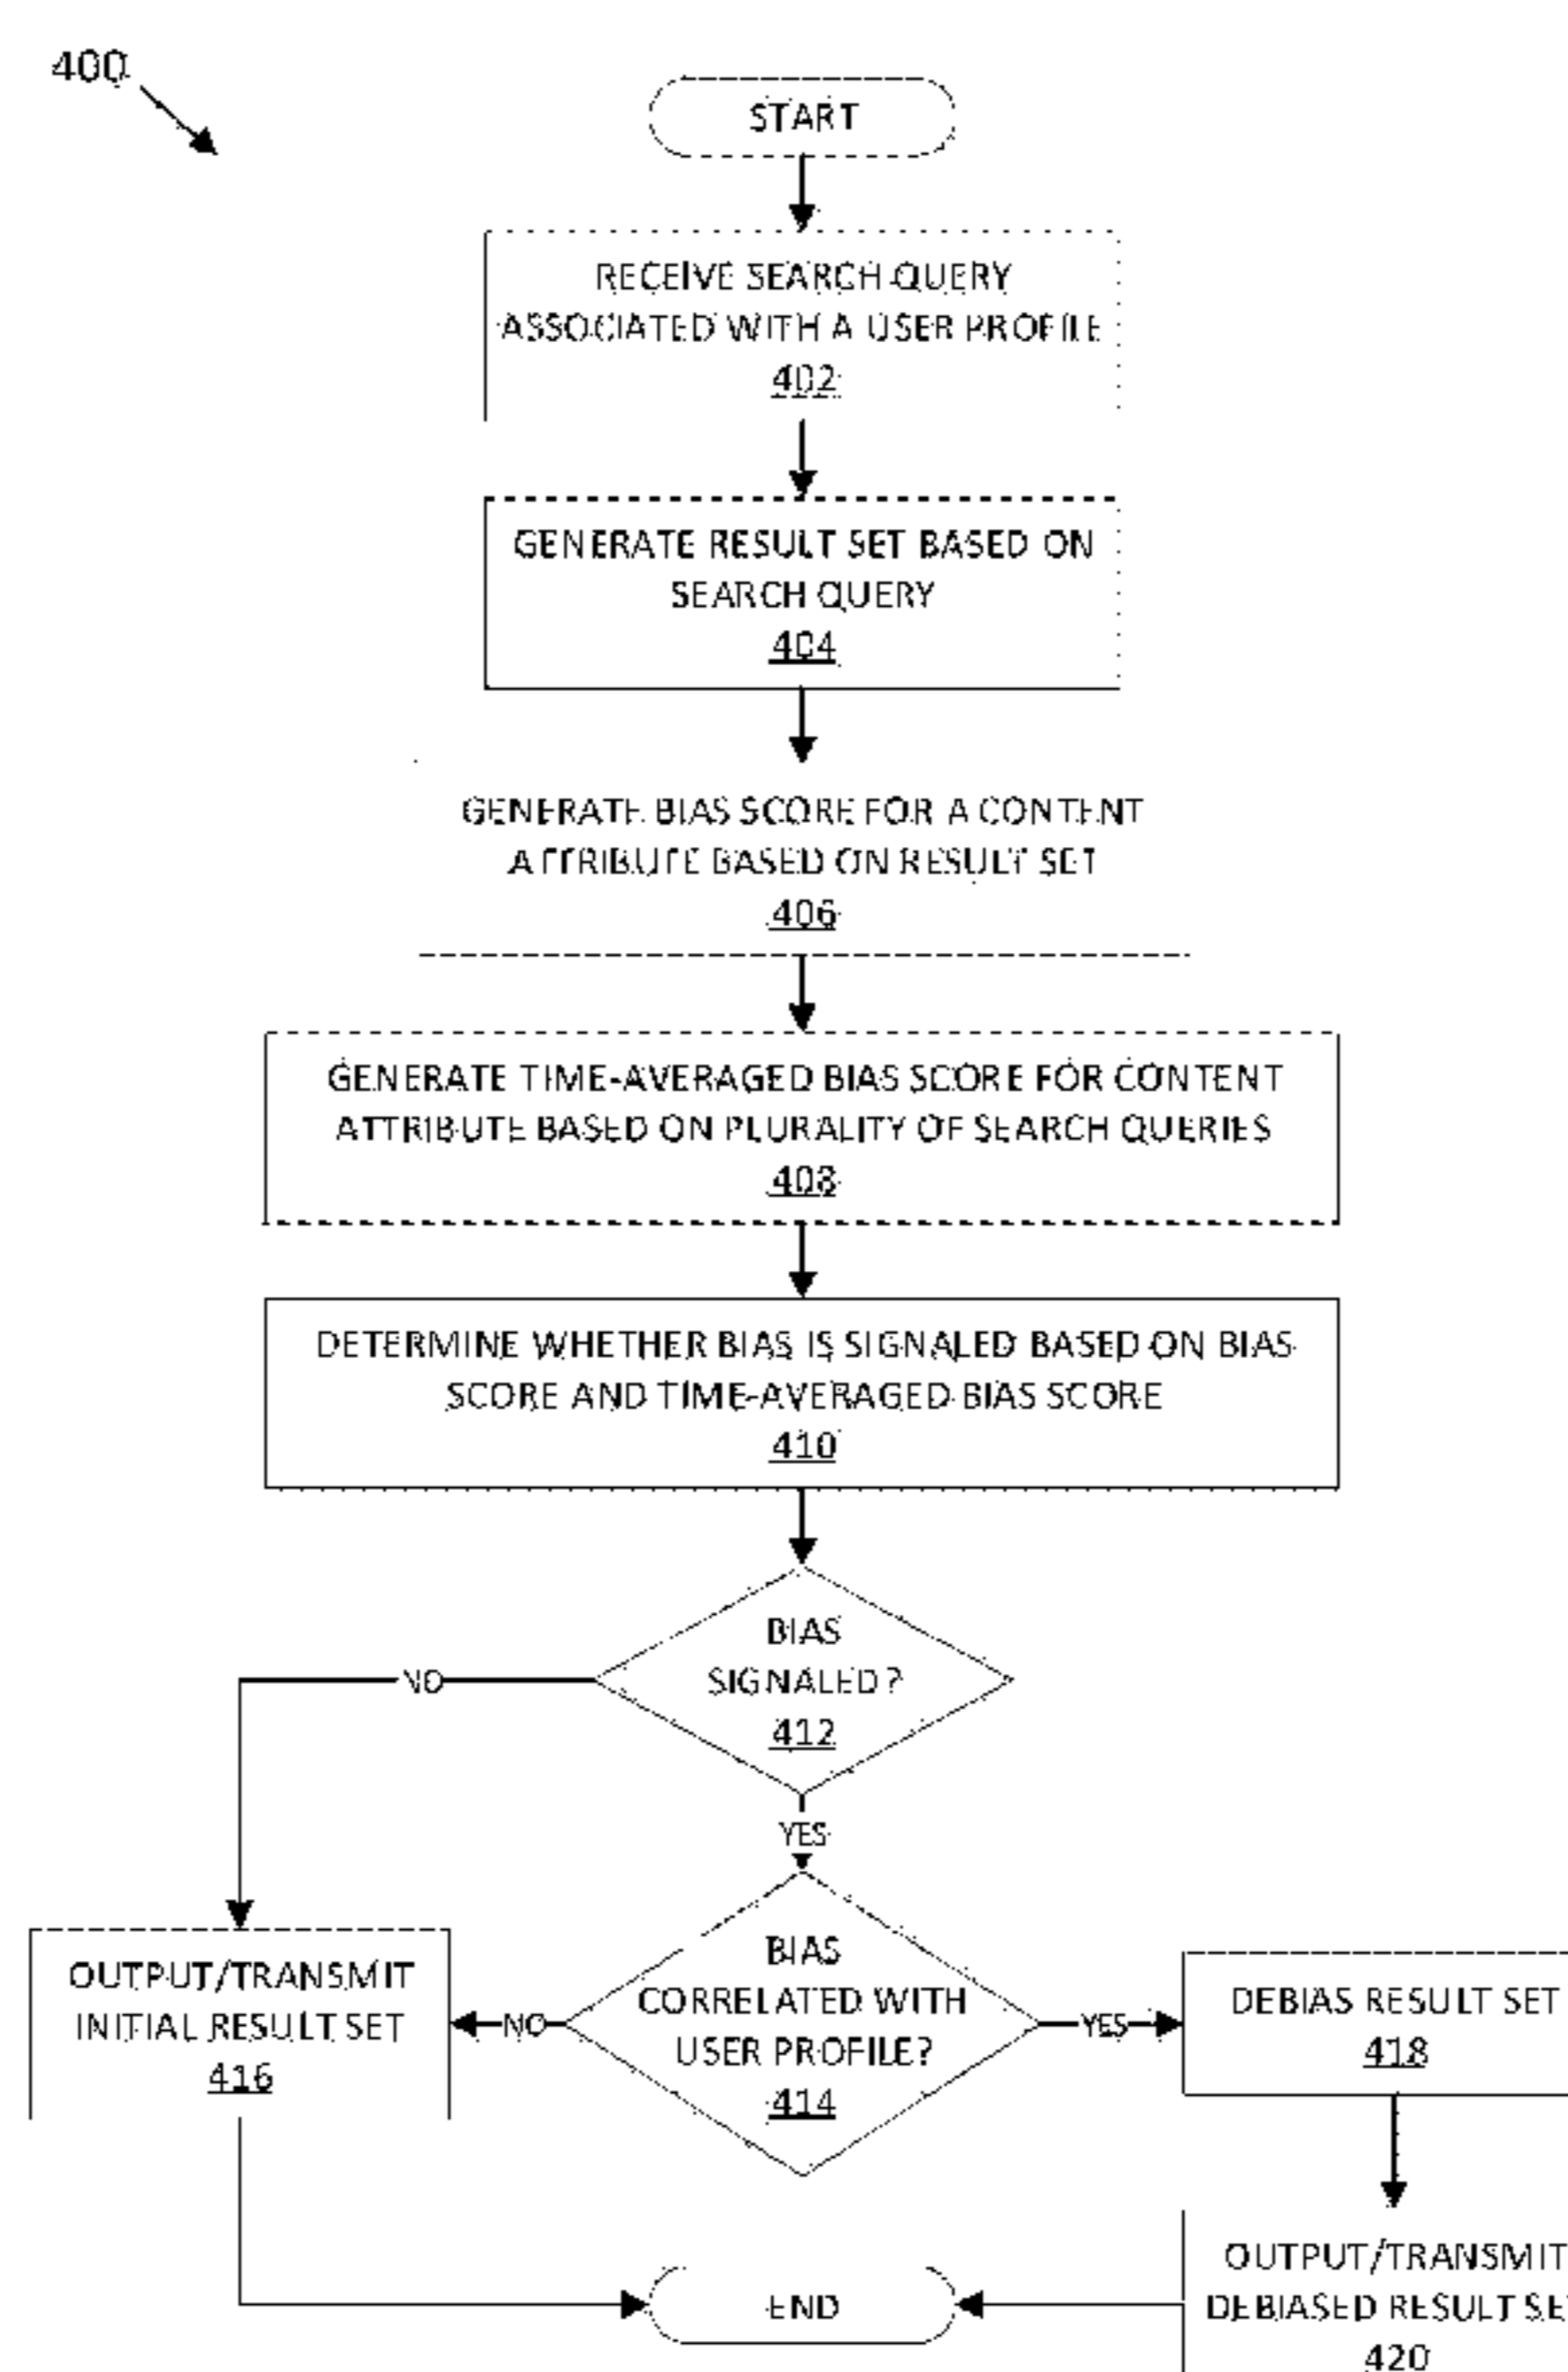 400
START
RECEIVE SEARCH QUERY
ASSOCIATED WITH A USER PROFILE
402
GENERATE RESULT SET BASED ON
SEARCH QUERY
404
GENERATE BIAS SCORE FOR A CONTENT
ATTRIBUTE BASED ON RESULT SET
406
GENERATE TIME-AVERAGED BIAS SCORE FOR CONTENT
ATTRIBUTE BASED ON PLURALITY OF SEARCH QUERIES
408
DETERMINE WHETHER BIAS IS SIGNALED BASED ON BIAS
SCORE AND TIME-AVERAGED BIAS SCORE
410
BIAS
SIGNALED?
412
NO
YES
BIAS
CORRELATED WITH
USER PROFILE?
414
NO
YES
OUTPUT/TRANSMIT
INITIAL RESULT SET
416
DEBIAS RESULT SET
418
OUTPUT/TRANSMIT
DEBIASED RESULT SET
420
END